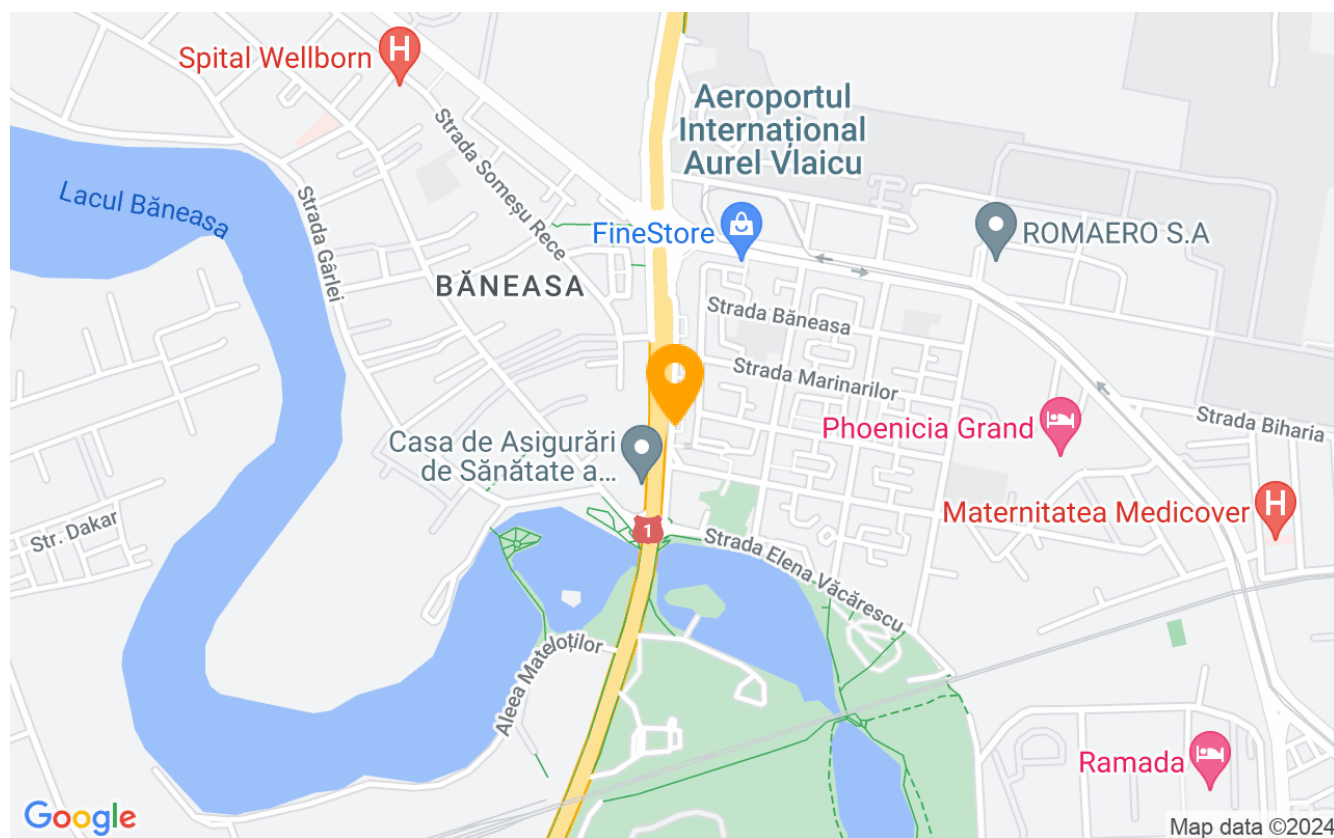 Spital Wellborn
H
Aeroportul
Internațional
Aurel Vlaicu
Strada Someșu Rece
Lacul Băneasa
Strada Gârlei
FineStore
ROMAERO S.A
BĂNEASA
Strada Băneasa
Strada Marinarilor
Strada Biharia
Phoenicia Grand
Casa de Asigurări
de Sănătate a...
Maternitatea Medicover
H
Str. Dakar
1
Strada Elena Văcărescu
Aleea Mateloților
Ramada
Google
Map data ©2024